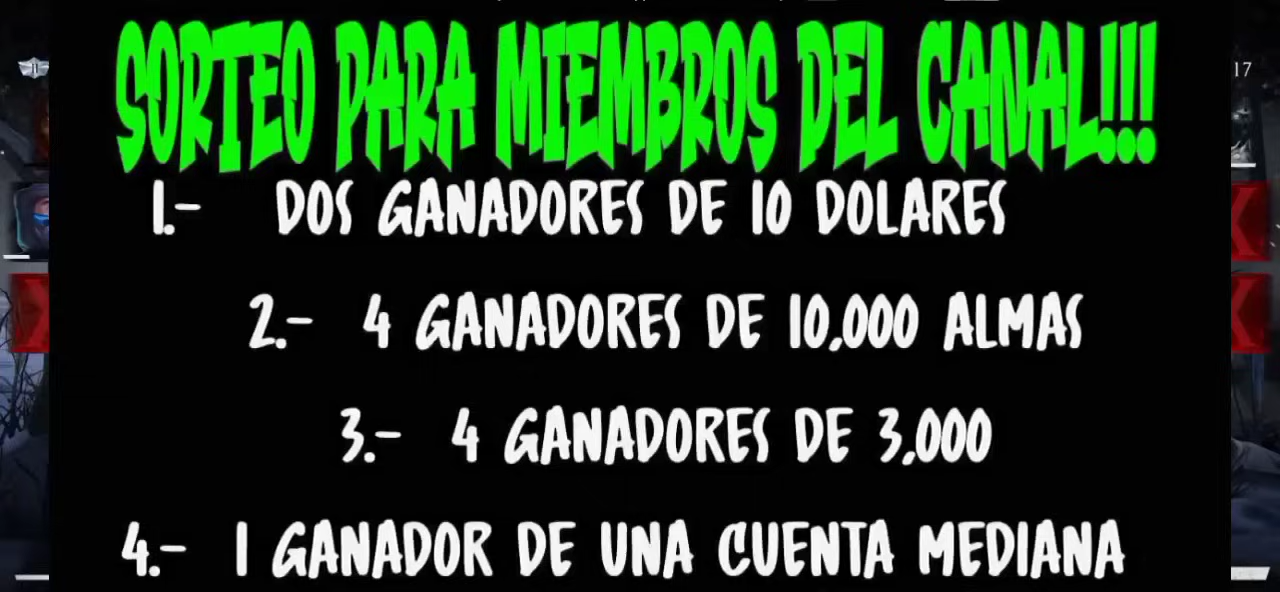 SORTEO PARA MIEMBROS DEL CANAL!!!
1.- DOS GANADORES DE 10 DOLARES
2.- 4 GANADORES DE 10,000 ALMAS
3.- 4 GANADORES DE 3,000
4.- 1 GANADOR DE UNA CUENTA MEDIANA
17